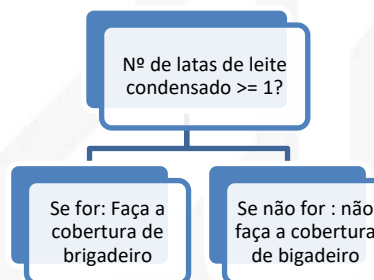 Nº de latas de leite
condensado >= 1?
Se for: Faça a
cobertura de
brigadeiro
Se não for : não
faça a cobertura
de bigadeiro